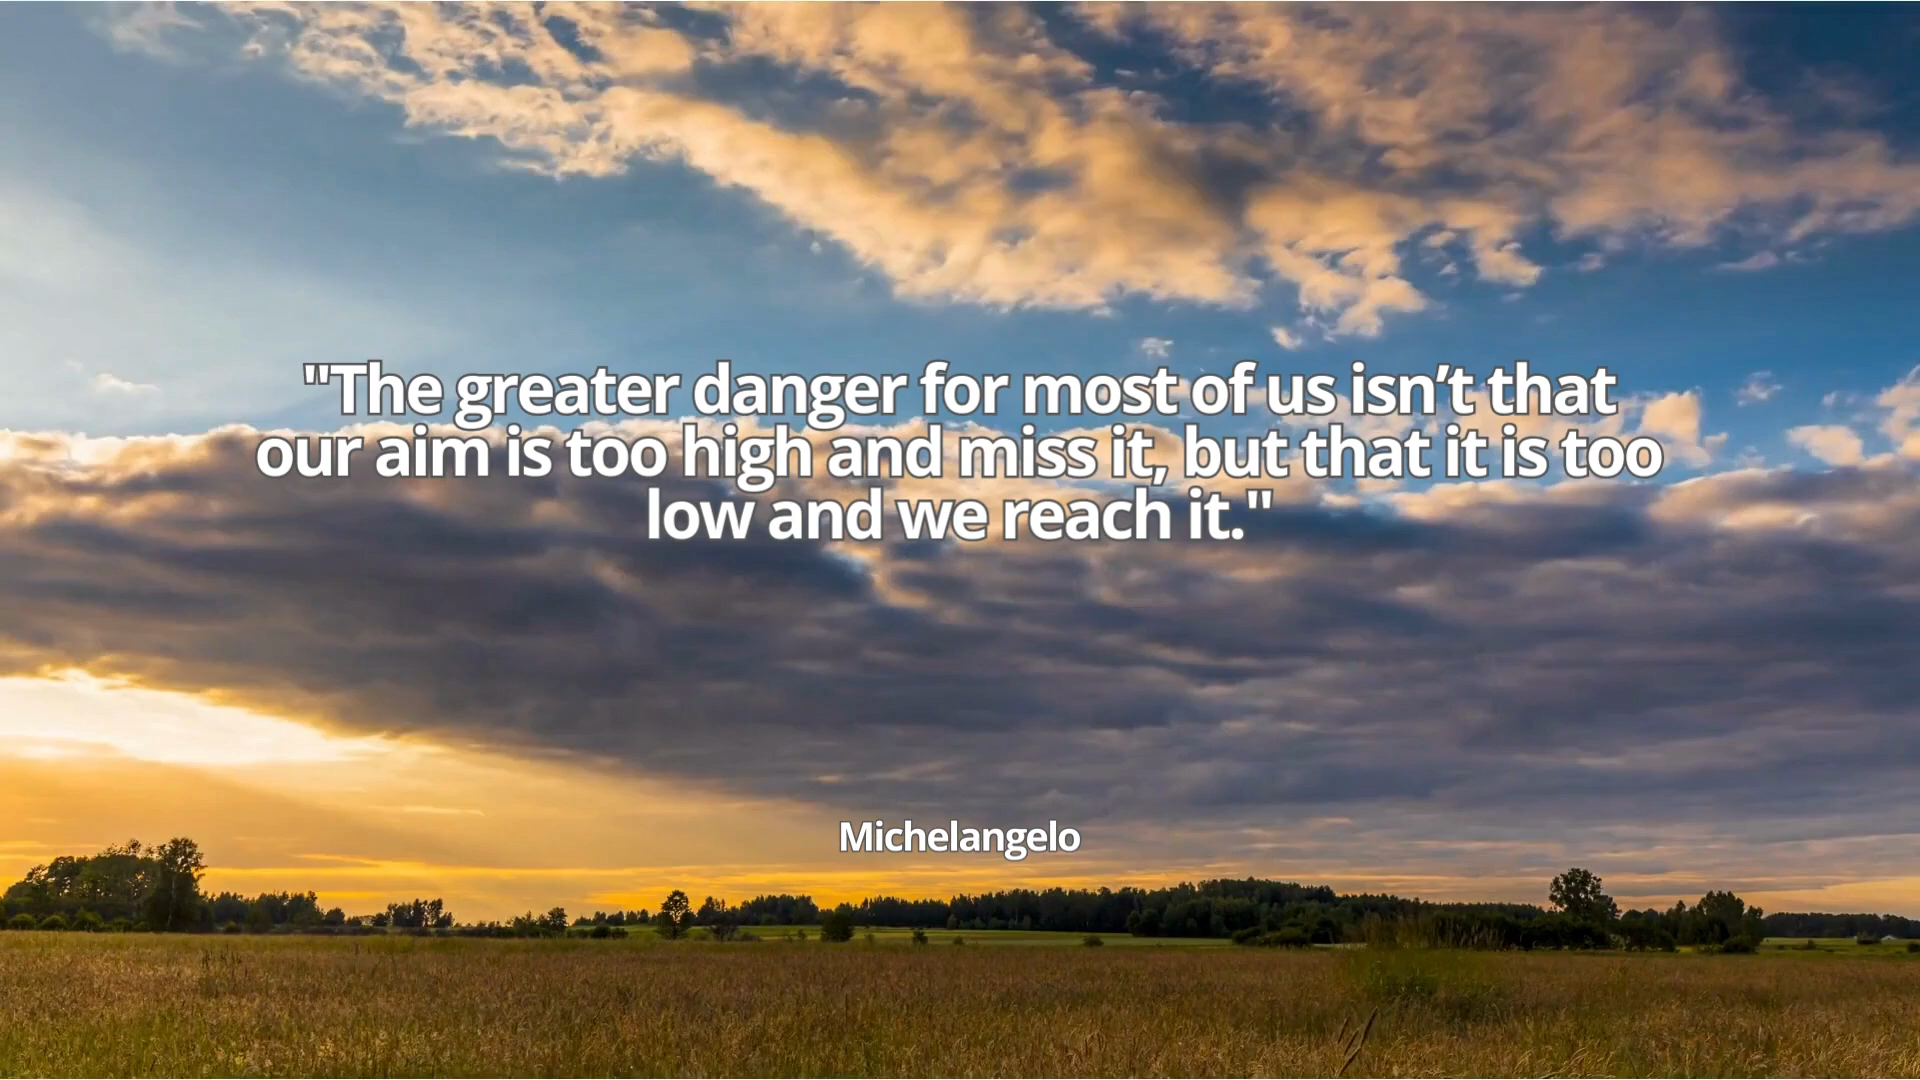 "The greater danger for most of us isn’t that
our aim is too high and miss it, but that it is too
low and we reach it."
Michelangelo